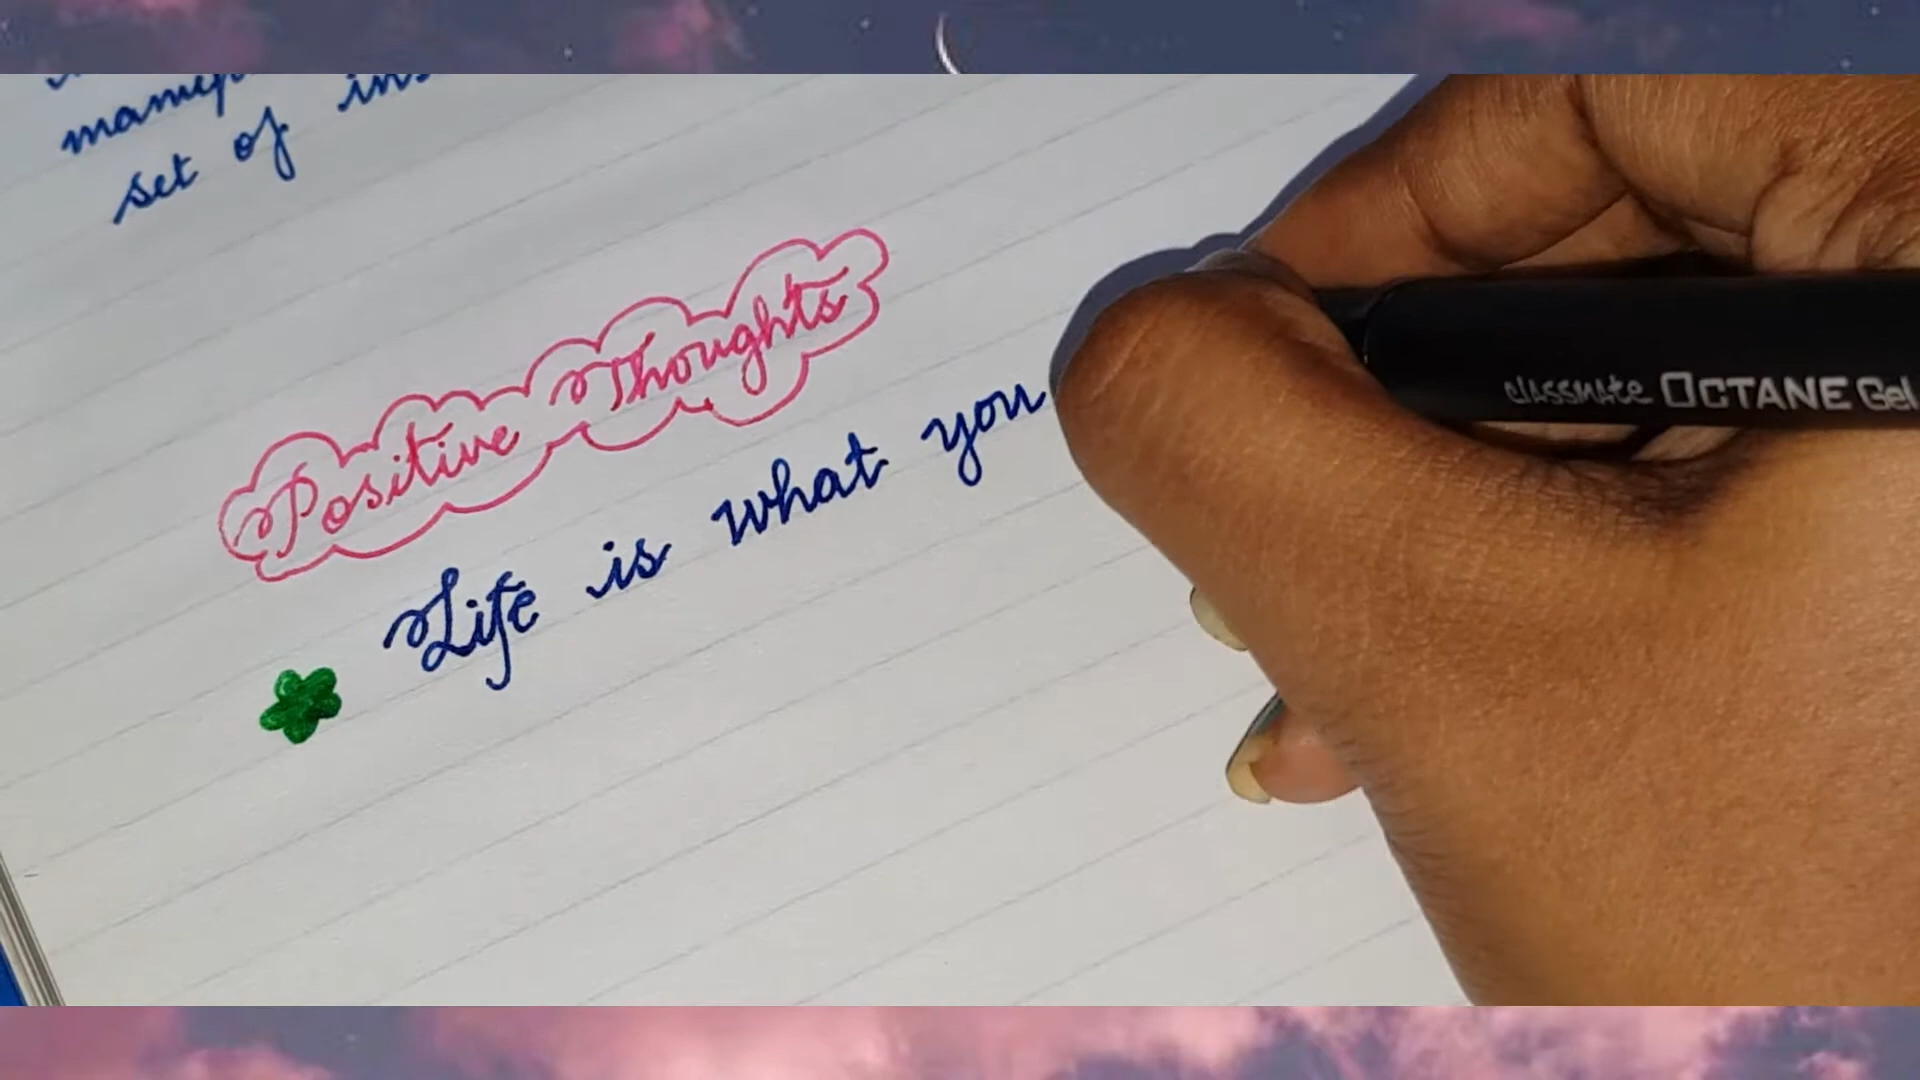 set of
Positive Thoughts
Life is what you
classmate OCTANE Gel